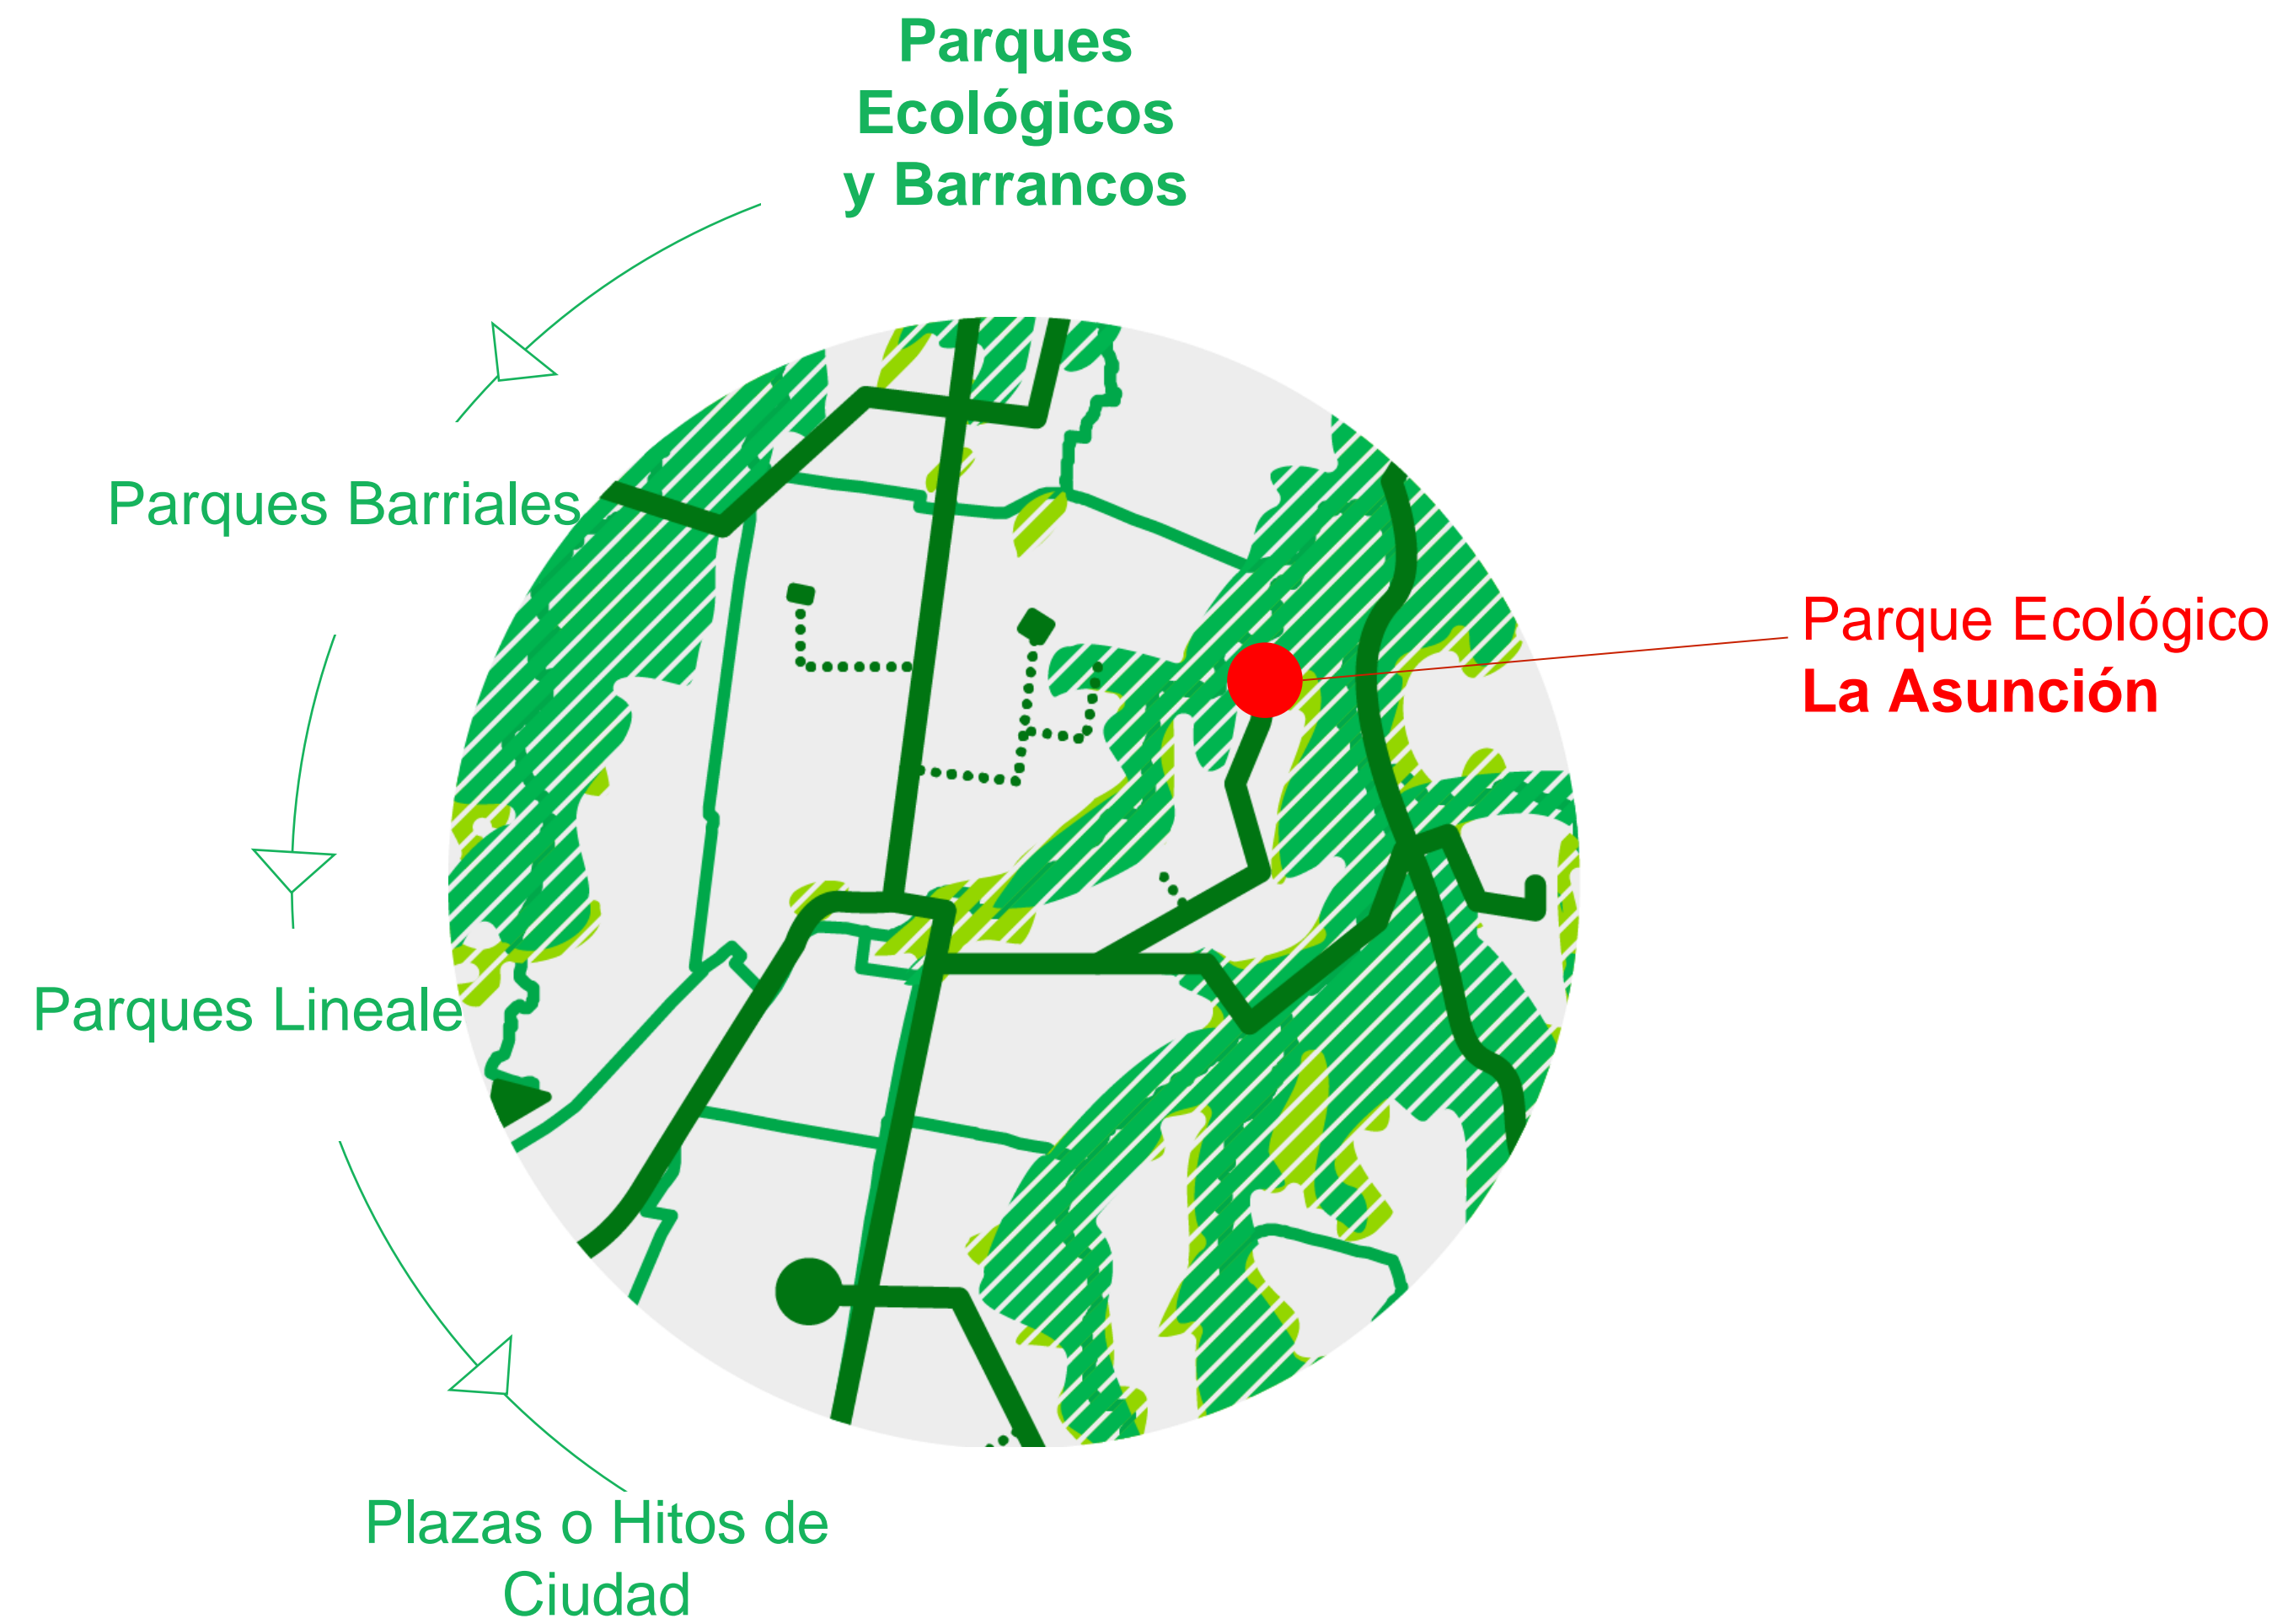 Parques
Ecológicos
y Barrancos
Parques Barriales
Parque Ecológico
La Asunción
Parques Lineale
Plazas o Hitos de
Ciudad